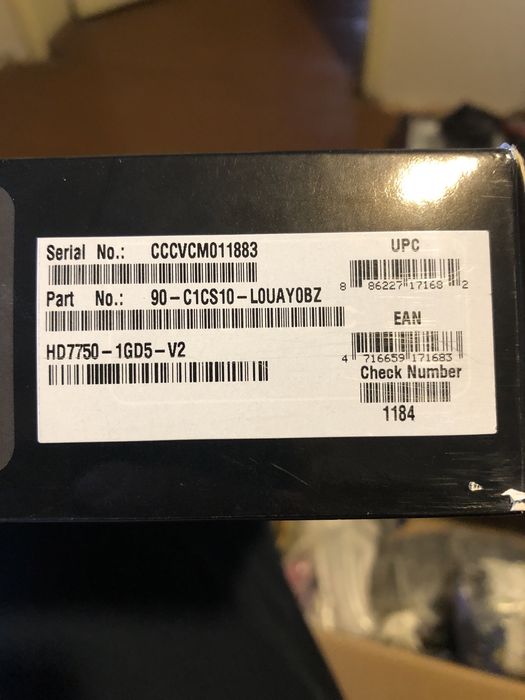 Serial No.: CCCVCM011883
UPC
8 86227 17168 2
Part No.: 90-C1CS10-L0UAY0BZ
EAN
HD7750-1GD5-V2
4 716659 171683
Check Number
1184